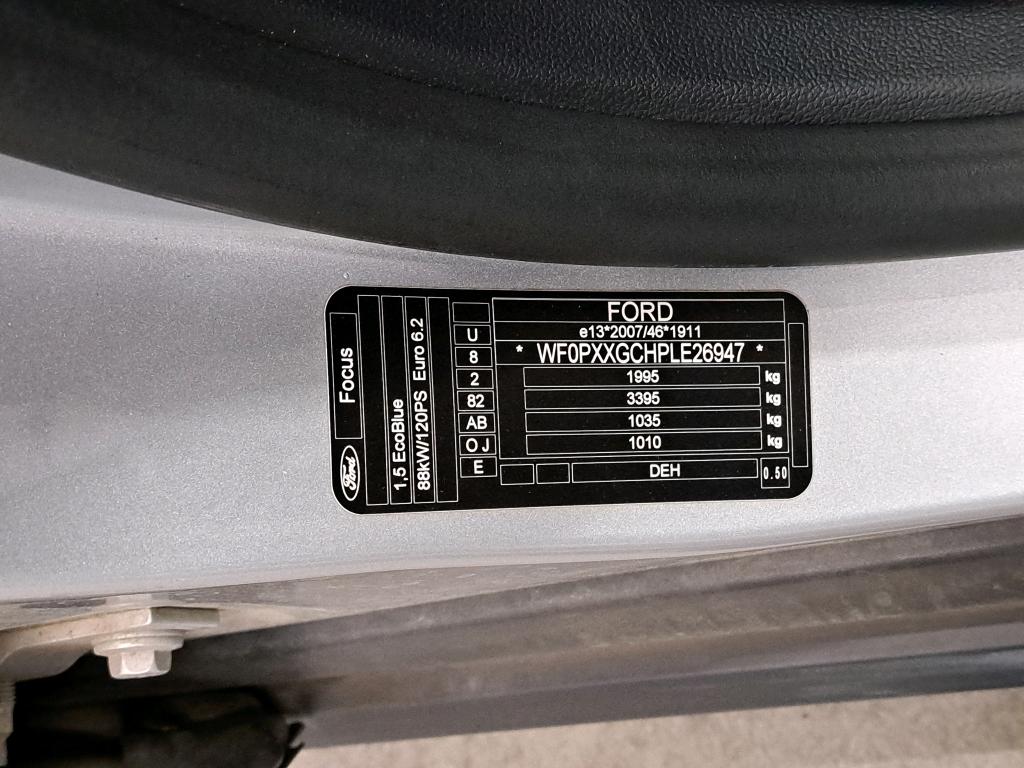 Ford
Focus
1,5 EcoBlue
88kW/120PS Euro 6.2
U
8
2
82
AB
O J
E
FORD
e13*2007/46*1911
* WF0PXXGCHPLE26947 *
1995 kg
3395 kg
1035 kg
1010 kg
DEH
0.50